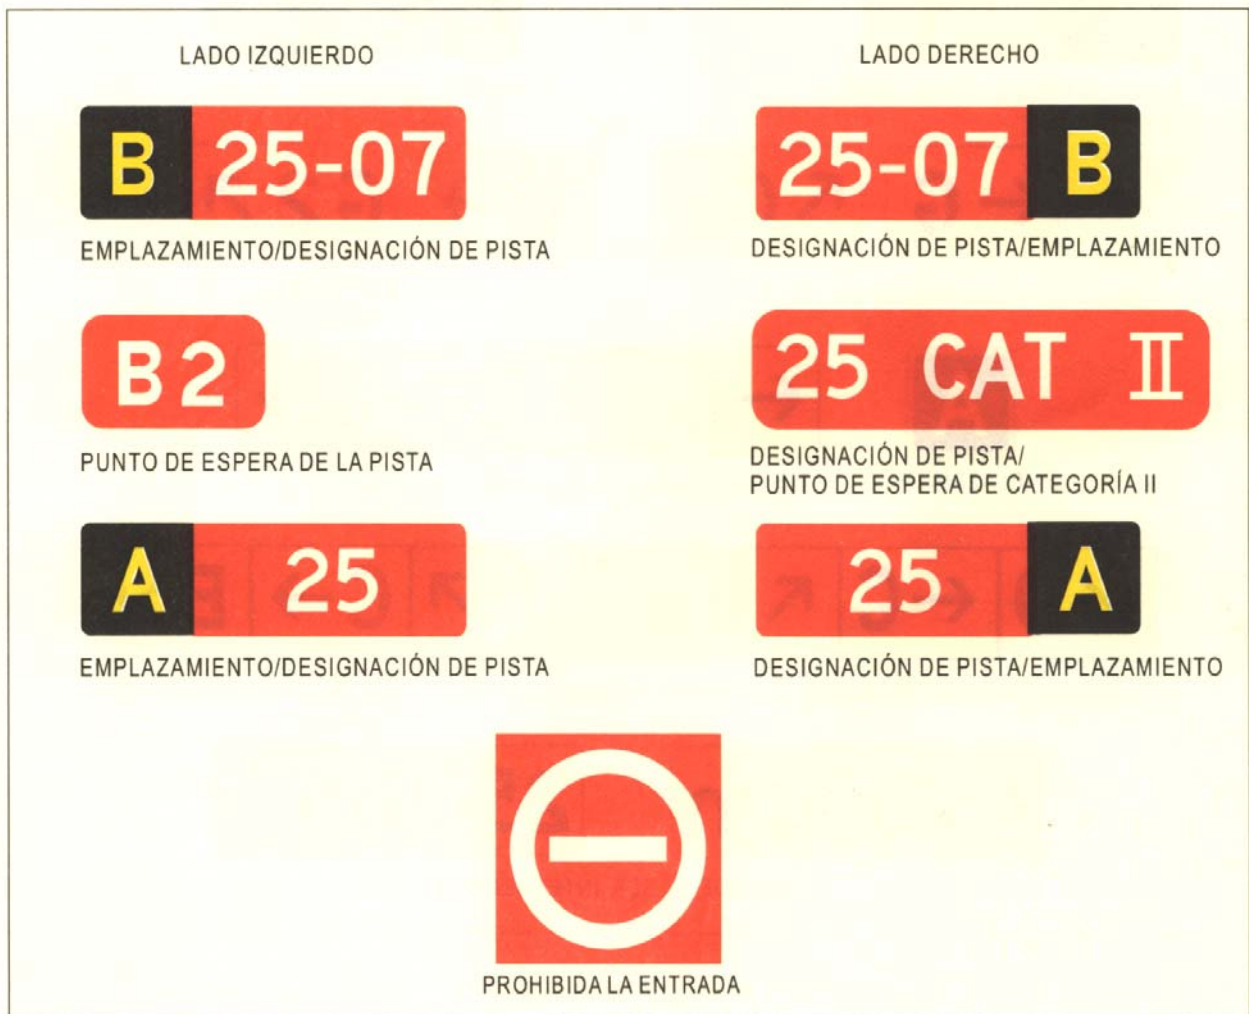 LADO IZQUIERDO
LADO DERECHO
B 25-07
25-07 B
EMPLAZAMIENTO/DESIGNACIÓN DE PISTA
DESIGNACIÓN DE PISTA/EMPLAZAMIENTO
B2
25 CAT II
PUNTO DE ESPERA DE LA PISTA
DESIGNACIÓN DE PISTA/
PUNTO DE ESPERA DE CATEGORÍA II
A 25
25 A
EMPLAZAMIENTO/DESIGNACIÓN DE PISTA
DESIGNACIÓN DE PISTA/EMPLAZAMIENTO
PROHIBIDA LA ENTRADA